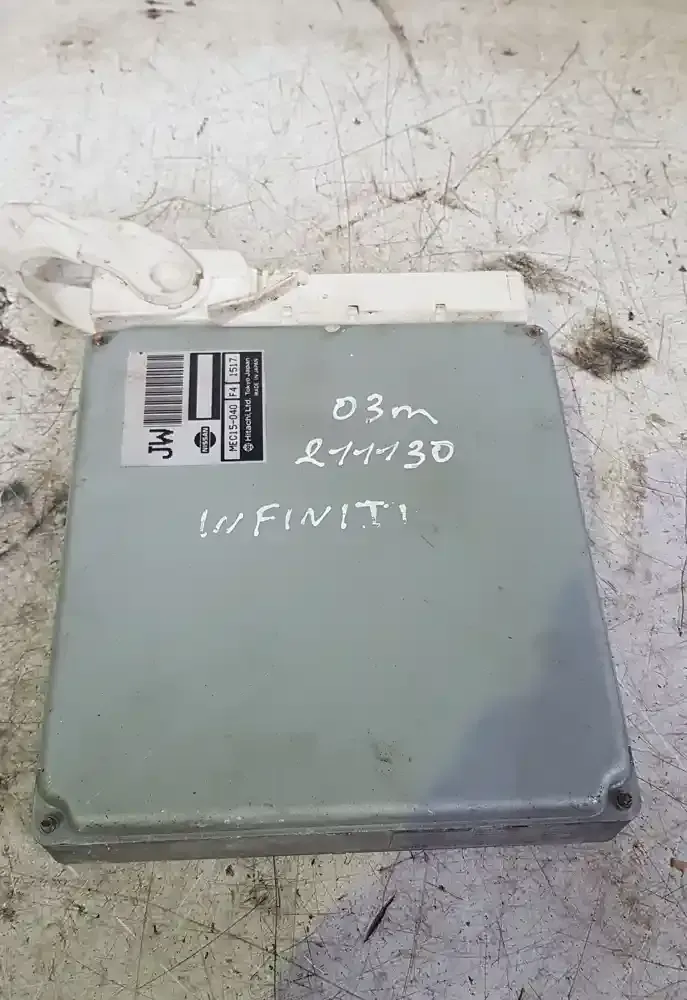 JW
NISSAN
MEC15-040 F4 1517
Hitachi,Ltd. Tokyo Japan
MADE IN JAPAN
03m
211130
INFINITI